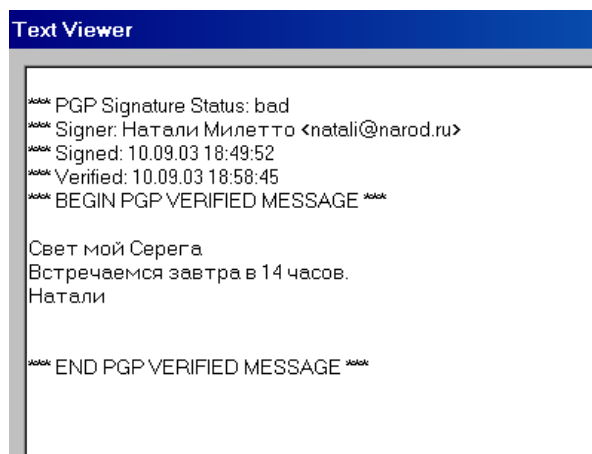 Text Viewer
*** PGP Signature Status: bad
*** Signer: Натали Милетто <natali@narod.ru>
*** Signed: 10.09.03 18:49:52
*** Verified: 10.09.03 18:58:45
*** BEGIN PGP VERIFIED MESSAGE ***
Свет мой Серега
Встречаемся завтра в 14 часов.
Натали
*** END PGP VERIFIED MESSAGE ***